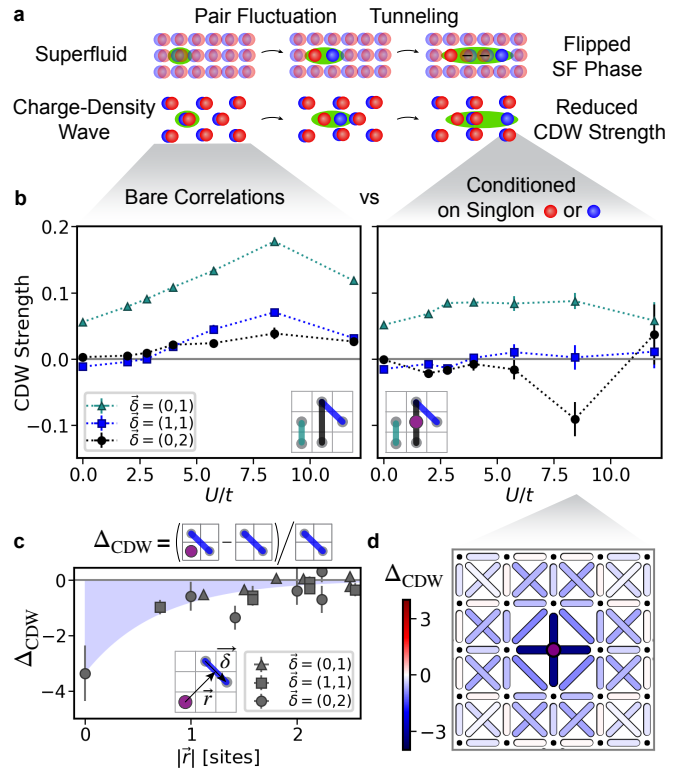 a
Pair Fluctuation Tunneling
Superfluid
Flipped
SF Phase
Charge-Density
Wave
Reduced
CDW Strength
b
Bare Correlations
vs
Conditioned
on Singlon or
CDW Strength
0.2
0.1
0.0
−0.1
δ⃗ = (0,1)
δ⃗ = (1,1)
δ⃗ = (0,2)
0.0 2.5 5.0 7.5 10.0
U/t
0.0 2.5 5.0 7.5 10.0
U/t
c
Δ_CDW = ( − ) /
Δ_CDW
0
−2
−4
δ⃗
r⃗
δ⃗ = (0,1)
δ⃗ = (1,1)
δ⃗ = (0,2)
0 1 2
|r⃗| [sites]
d
Δ_CDW
3
0
−3